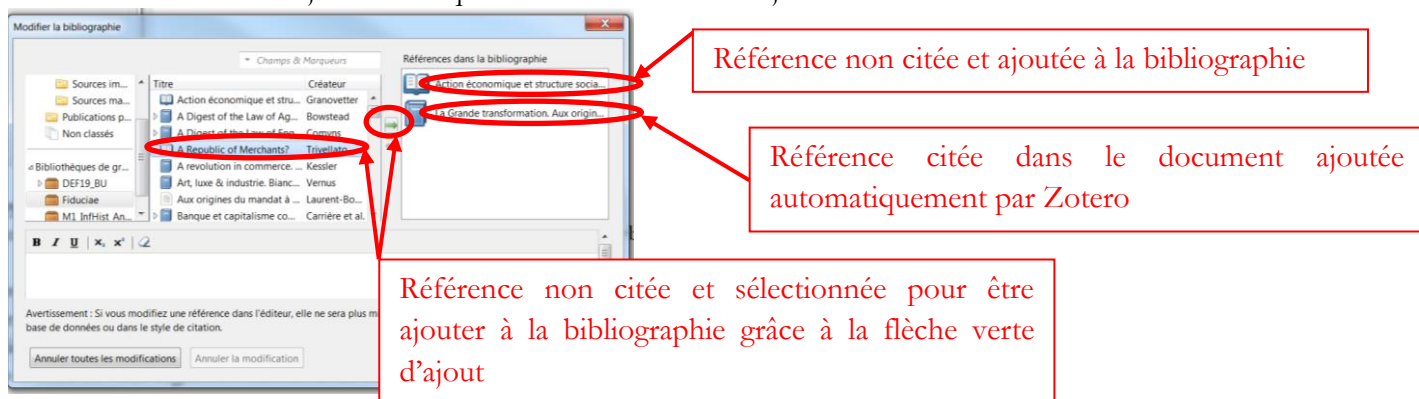 Modifier la bibliographie
Champs & Marqueurs
Références dans la bibliographie
Sources im...
Sources ma...
Publications p...
Non classés
Bibliothèques de gr...
DEF19_BU
Fiduciae
M1 InfHist An...
Titre Créateur
Action économique et stru... Granovetter
A Digest of the Law of Ag... Bowstead
A Digest of the Law of Eng... Comyns
A Republic of Merchants? Trivellato
A revolution in commerce. ... Kessler
Art, luxe & industrie. Bianc... Vernus
Aux origines du mandat à ... Laurent-Bo...
Banque et capitalisme co... Carrière et al.
Action économique et structure socia...
La Grande transformation. Aux origin...
B I U x, x²
Avertissement : Si vous modifiez une référence dans l'éditeur, elle ne sera plus
base de données ou dans le style de citation.
Annuler toutes les modifications Annuler la modification
Référence non citée et ajoutée à la bibliographie
Référence citée dans le document ajoutée
automatiquement par Zotero
Référence non citée et sélectionnée pour être
ajouter à la bibliographie grâce à la flèche verte
d'ajout